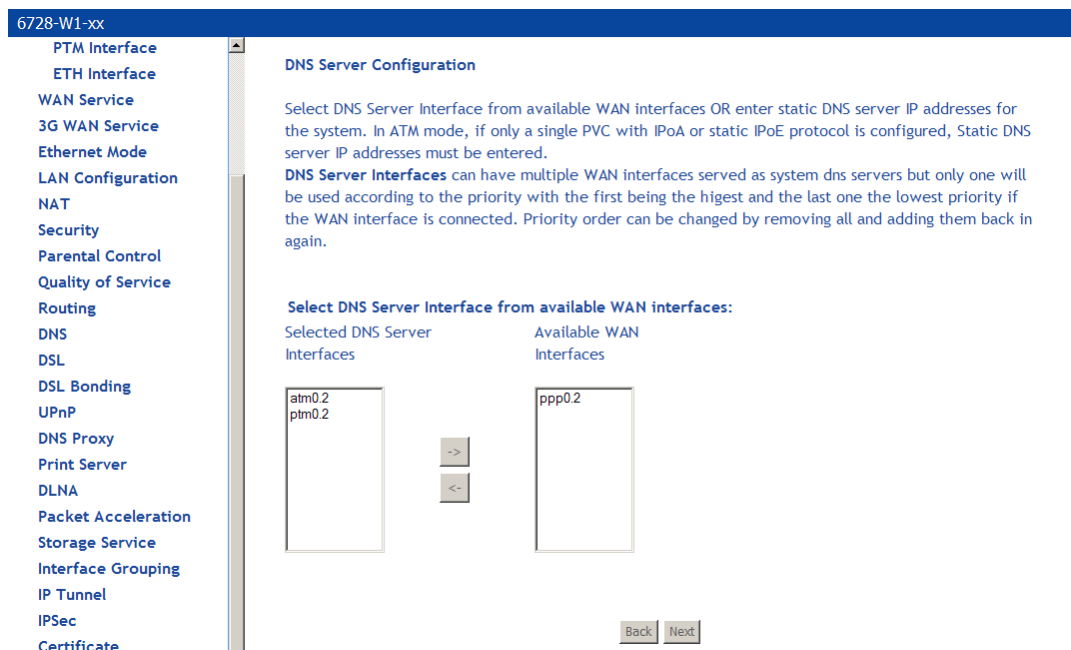 6728-W1-xx
PTM Interface
ETH Interface
WAN Service
3G WAN Service
Ethernet Mode
LAN Configuration
NAT
Security
Parental Control
Quality of Service
Routing
DNS
DSL
DSL Bonding
UPnP
DNS Proxy
Print Server
DLNA
Packet Acceleration
Storage Service
Interface Grouping
IP Tunnel
IPSec
Certificate
DNS Server Configuration
Select DNS Server Interface from available WAN interfaces OR enter static DNS server IP addresses for
the system. In ATM mode, if only a single PVC with IPoA or static IPoE protocol is configured, Static DNS
server IP addresses must be entered.
DNS Server Interfaces can have multiple WAN interfaces served as system dns servers but only one will
be used according to the priority with the first being the higest and the last one the lowest priority if
the WAN interface is connected. Priority order can be changed by removing all and adding them back in
again.
Select DNS Server Interface from available WAN interfaces:
Selected DNS Server
Interfaces
Available WAN
Interfaces
atm0.2
ptm0.2
->
<-
ppp0.2
Back
Next